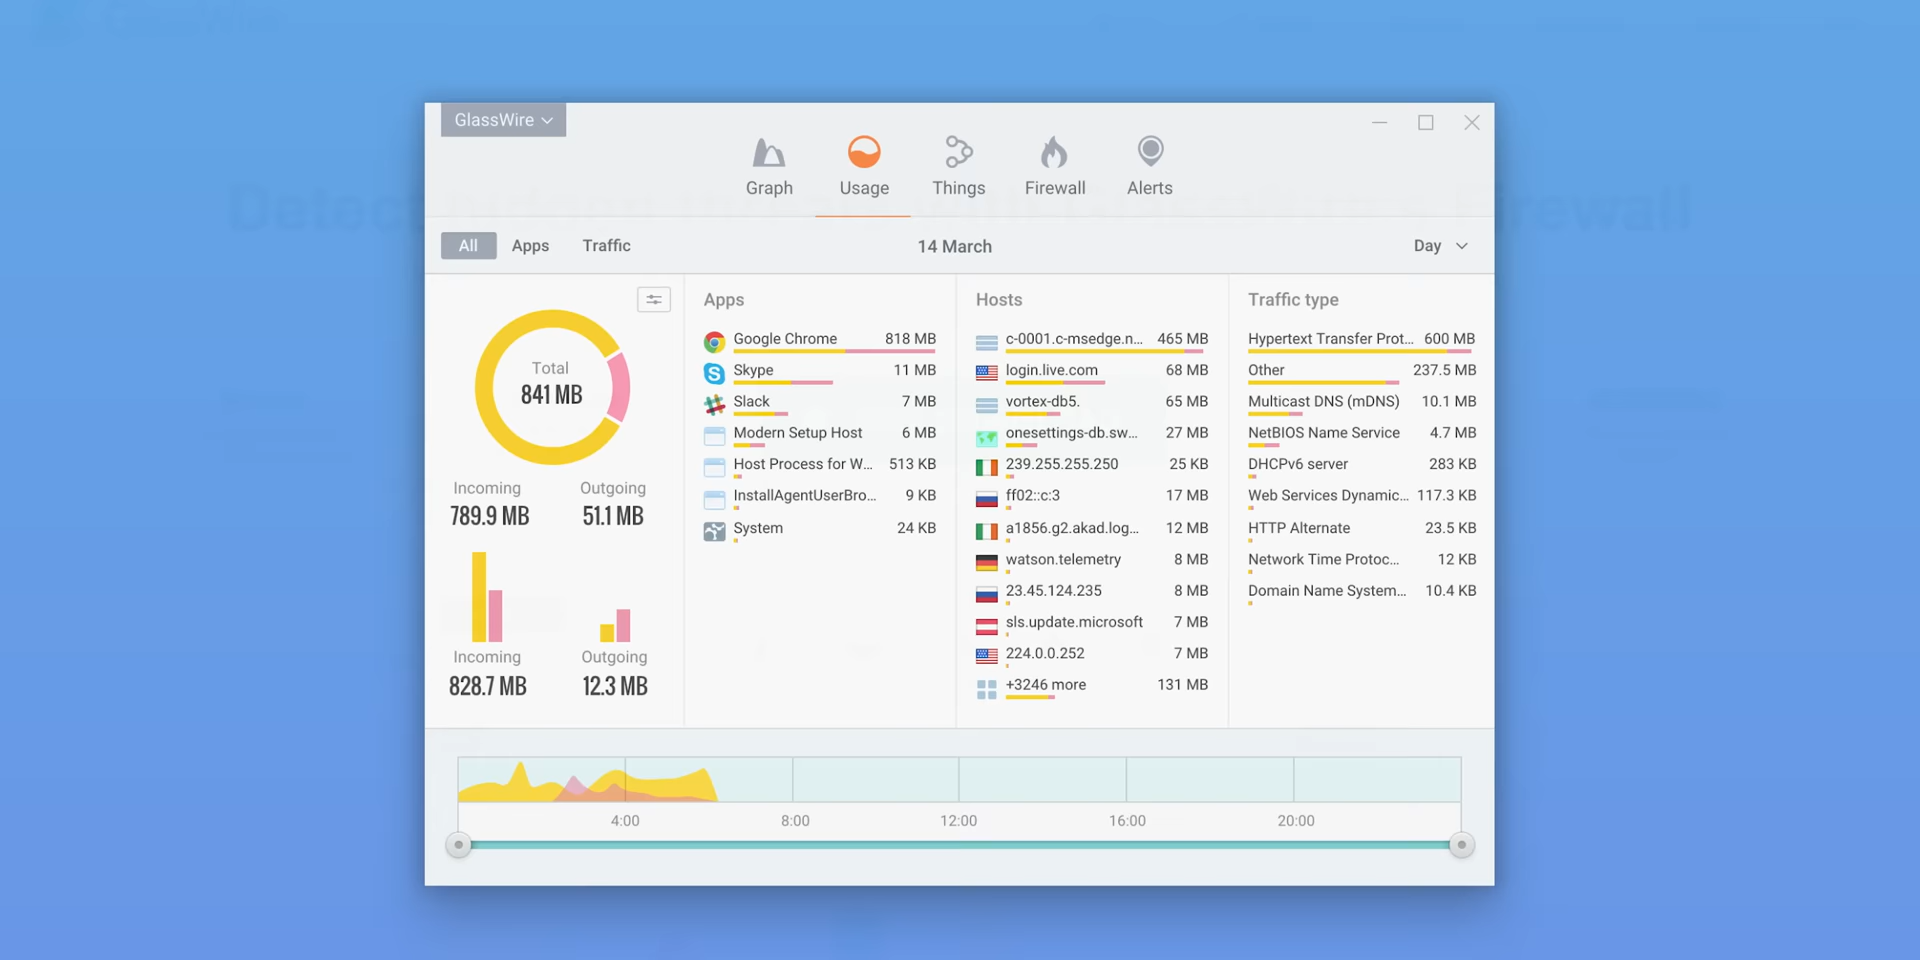 GlassWire
GlassWire
Graph
Usage
Things
Firewall
Alerts
Detect
Firewall
All
Apps
Traffic
14 March
Day
Total
841 MB
Incoming
789.9 MB
Outgoing
51.1 MB
Incoming
828.7 MB
Outgoing
12.3 MB
Apps
Google Chrome 818 MB
Skype 11 MB
Slack 7 MB
Modern Setup Host 6 MB
Host Process for W... 513 KB
InstallAgentUserBro... 9 KB
System 24 KB
Hosts
c-0001.c-msedge.n... 465 MB
login.live.com 68 MB
vortex-db5. 65 MB
onesettings-db.sw... 27 MB
239.255.255.250 25 KB
ff02::c:3 17 MB
a1856.g2.akad.log... 12 MB
watson.telemetry 8 MB
23.45.124.235 8 MB
sls.update.microsoft 7 MB
224.0.0.252 7 MB
+3246 more 131 MB
Traffic type
Hypertext Transfer Prot... 600 MB
Other 237.5 MB
Multicast DNS (mDNS) 10.1 MB
NetBIOS Name Service 4.7 MB
DHCPv6 server 283 KB
Web Services Dynamic... 117.3 KB
HTTP Alternate 23.5 KB
Network Time Protoc... 12 KB
Domain Name System... 10.4 KB
4:00
8:00
12:00
16:00
20:00